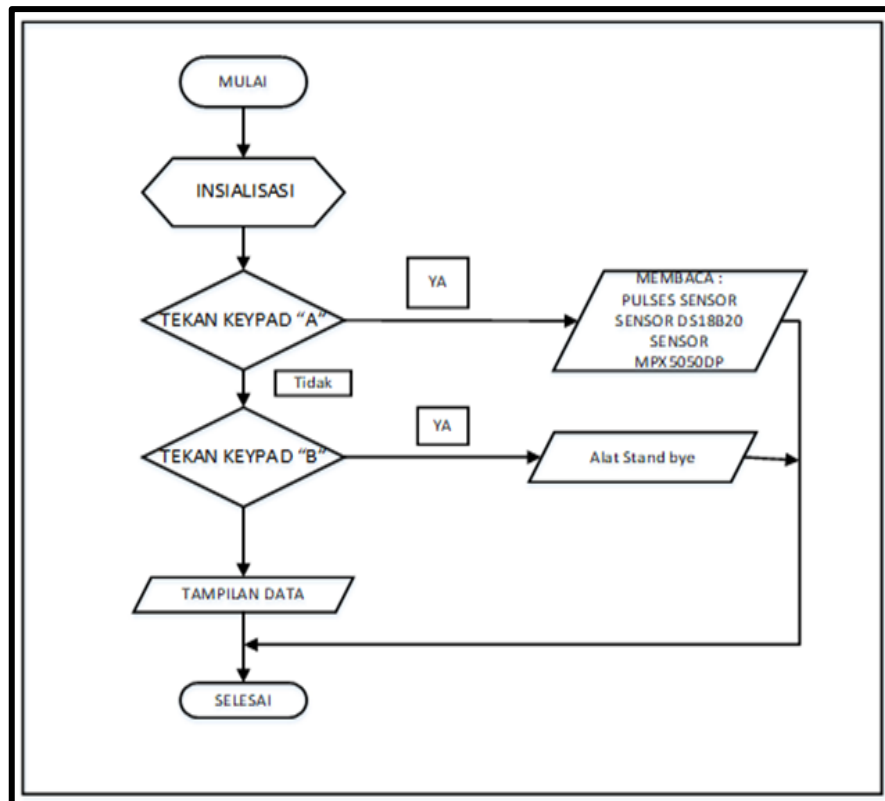 MULAI
INSIALISASI
YA
TEKAN KEYPAD “A”
MEMBACA :
PULSES SENSOR
SENSOR DS18B20
SENSOR
MPX5050DP
Tidak
YA
TEKAN KEYPAD “B”
Alat Stand bye
TAMPILAN DATA
SELESAI